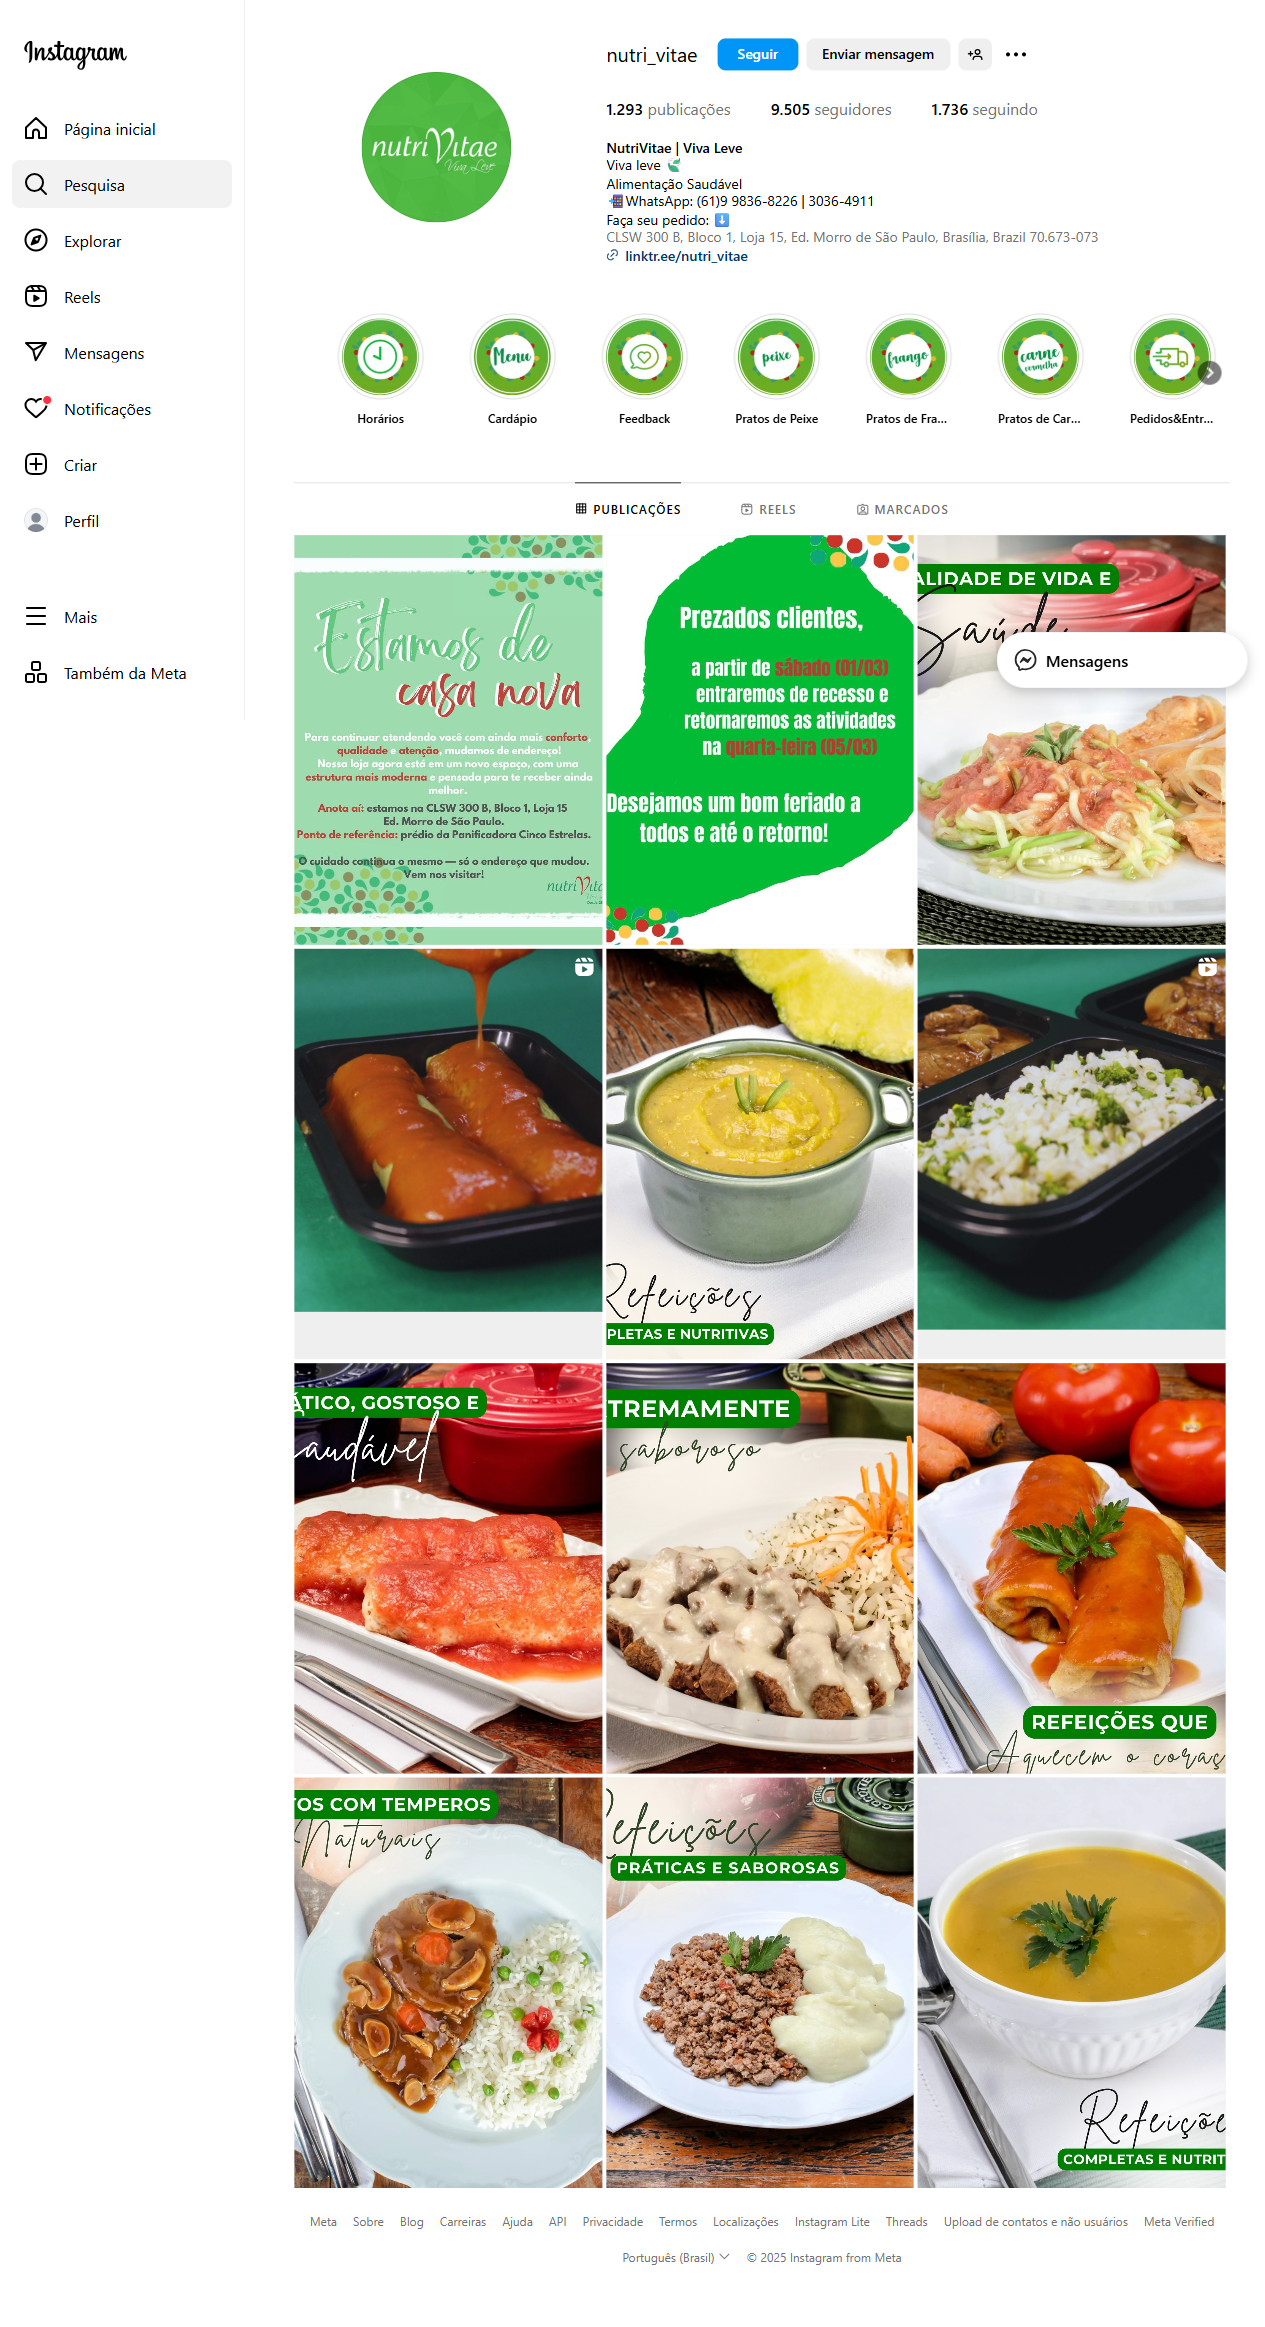 Instagram
Página inicial
Pesquisa
Explorar
Reels
Mensagens
Notificações
Criar
Perfil
Mais
Também da Meta
nutriVitae
Viva Leve
nutri_vitae
Seguir
Enviar mensagem
1.293 publicações
9.505 seguidores
1.736 seguindo
NutriVitae | Viva Leve
Viva leve
Alimentação Saudável
WhatsApp: (61)9 9836-8226 | 3036-4911
Faça seu pedido:
CLSW 300 B, Bloco 1, Loja 15, Ed. Morro de São Paulo, Brasília, Brazil 70.673-073
linktr.ee/nutri_vitae
Menu
peixe
frango
carne
vermelha
Horários
Cardápio
Feedback
Pratos de Peixe
Pratos de Fra...
Pratos de Car...
Pedidos&Entr...
PUBLICAÇÕES
REELS
MARCADOS
Estamos de
casa nova
Para continuar atendendo você com ainda mais conforto,
qualidade e atenção, mudamos de endereço!
Nossa loja agora está em um novo espaço, com uma
estrutura mais moderna e pensada para te receber ainda
melhor.
Anota aí: estamos na CLSW 300 B, Bloco 1, Loja 15
Ed. Morro de São Paulo.
Ponto de referência: prédio da Panificadora Cinco Estrelas.
O cuidado continua o mesmo — só o endereço que mudou.
Vem nos visitar!
nutriVitae
Prezados clientes,
a partir de sábado (01/03)
entraremos de recesso e
retornaremos as atividades
na quarta-feira (05/03)
Desejamos um bom feriado a
todos e até o retorno!
ALIDADE DE VIDA E
Saúde
Mensagens
Refeições
PLETAS E NUTRITIVAS
ÁTICO, GOSTOSO E
saudável
TREMAMENTE
saboroso
REFEIÇÕES QUE
Aquecem o coraç
TOS COM TEMPEROS
Naturais
Refeições
PRÁTICAS E SABOROSAS
Refeiçõe
COMPLETAS E NUTRIT
Meta
Sobre
Blog
Carreiras
Ajuda
API
Privacidade
Termos
Localizações
Instagram Lite
Threads
Upload de contatos e não usuários
Meta Verified
Português (Brasil)
© 2025 Instagram from Meta